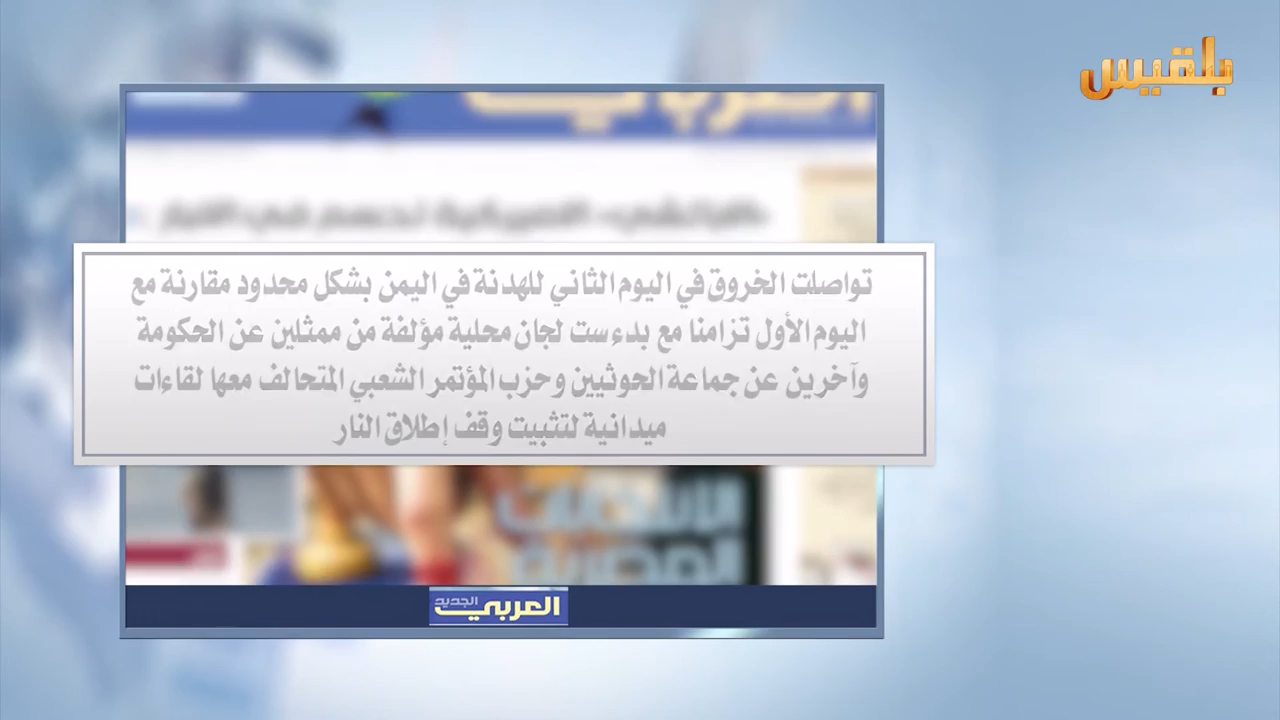 بلقيس
تواصلت الخروق في اليوم الثاني للهدنة في اليمن بشكل محدود مقارنة مع
اليوم الأول تزامنا مع بدء ست لجان محلية مؤلفة من ممثلين عن الحكومة
وآخرين عن جماعة الحوثيين وحزب المؤتمر الشعبي المتحالف معها لقاءات
ميدانية لتثبيت وقف إطلاق النار
الانتخابات
المصرية
العربي الجديد